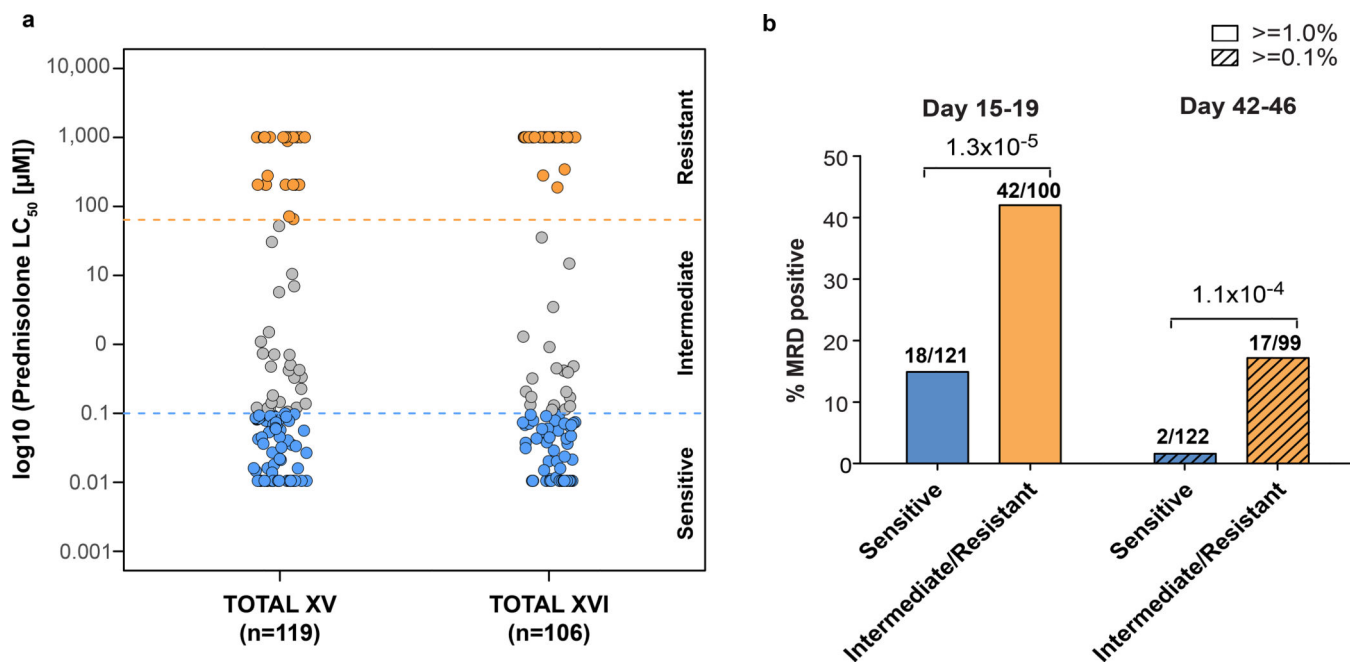 a
log10 (Prednisolone LC50 [µM])
10,000
1,000
100
10
0
0.1
0.01
0.001
Resistant
Intermediate
Sensitive
TOTAL XV
(n=119)
TOTAL XVI
(n=106)
b
>=1.0%
>=0.1%
Day 15-19
Day 42-46
1.3x10-5
1.1x10-4
% MRD positive
50
40
30
20
10
0
18/121
42/100
2/122
17/99
Sensitive
Intermediate/Resistant
Sensitive
Intermediate/Resistant